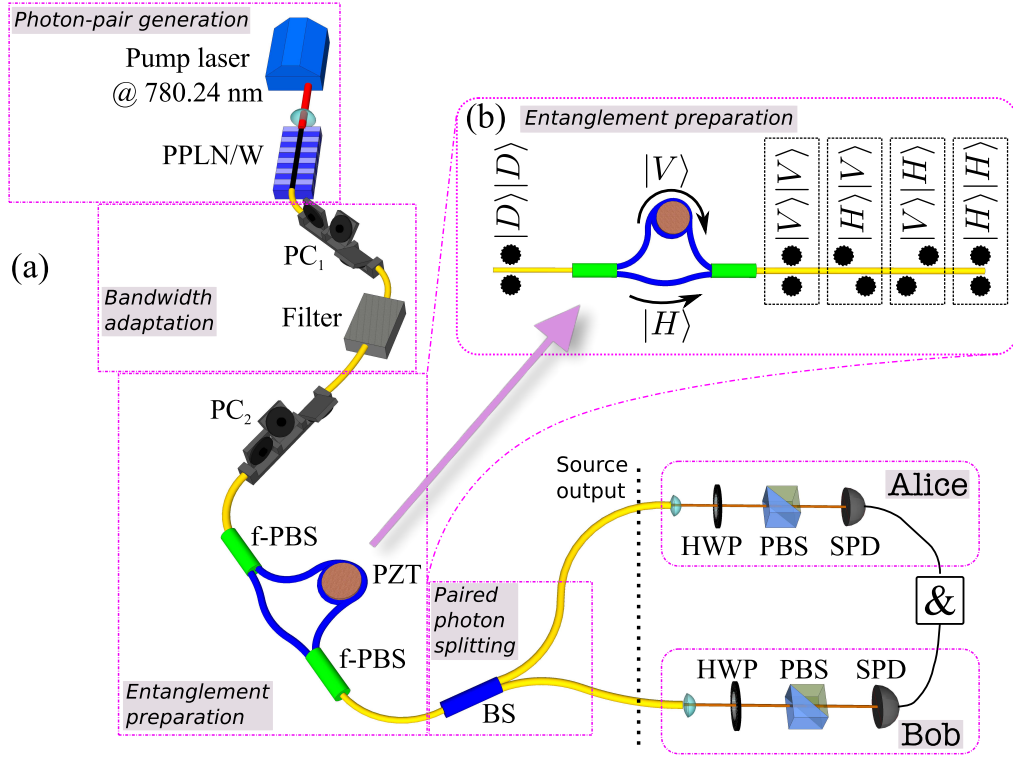 Photon-pair generation
Pump laser
@ 780.24 nm
PPLN/W
(a)
PC₁
Bandwidth
adaptation
Filter
PC₂
f-PBS
PZT
f-PBS
Entanglement
preparation
Paired
photon
splitting
BS
(b)
Entanglement preparation
|D⟩|D⟩
|V⟩
|H⟩
|V⟩|V⟩
|H⟩|V⟩
|V⟩|H⟩
|H⟩|H⟩
Source
output
Alice
HWP
PBS
SPD
&
HWP
PBS
SPD
Bob